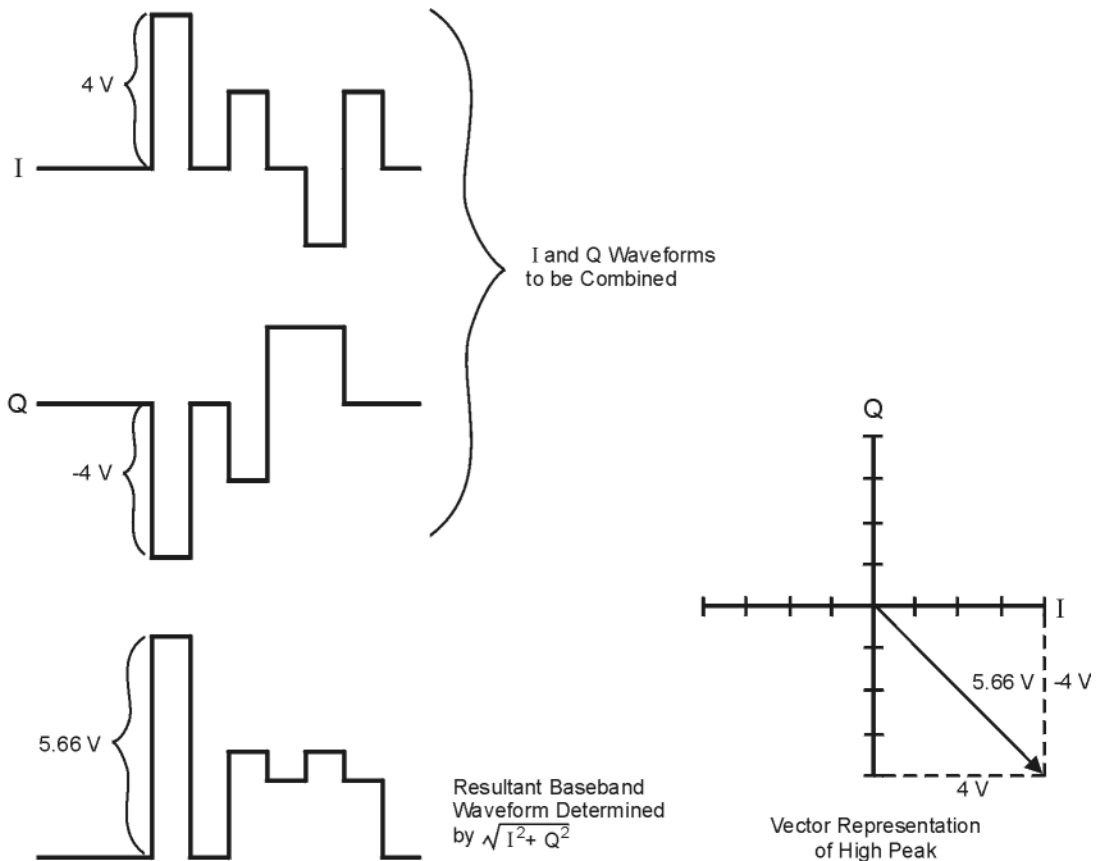 4 V
I
I and Q Waveforms
to be Combined
Q
-4 V
Q
I
5.66 V
-4 V
4 V
5.66 V
Resultant Baseband
Waveform Determined
by √I²+ Q²
Vector Representation
of High Peak